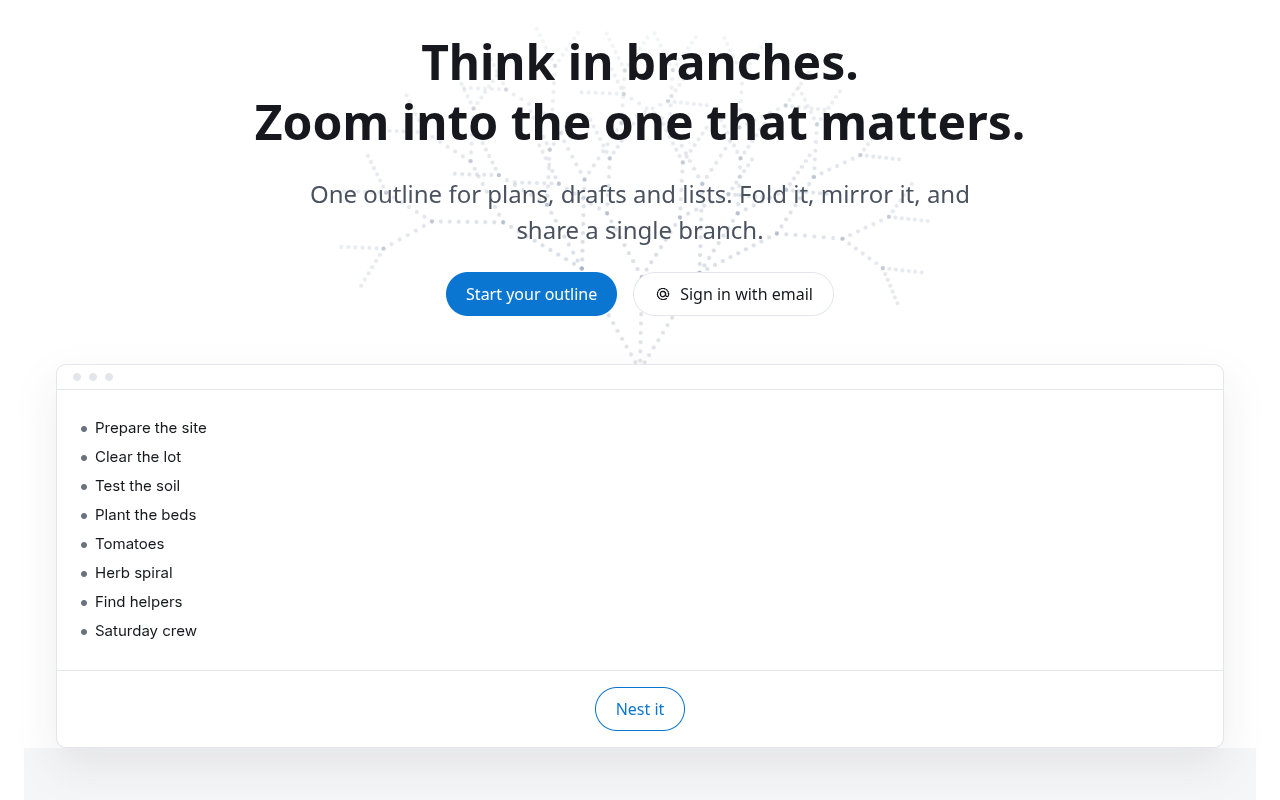 Think in branches.
Zoom into the one that matters.
One outline for plans, drafts and lists. Fold it, mirror it, and
share a single branch.
Start your outline
@ Sign in with email
Prepare the site
Clear the lot
Test the soil
Plant the beds
Tomatoes
Herb spiral
Find helpers
Saturday crew
Nest it